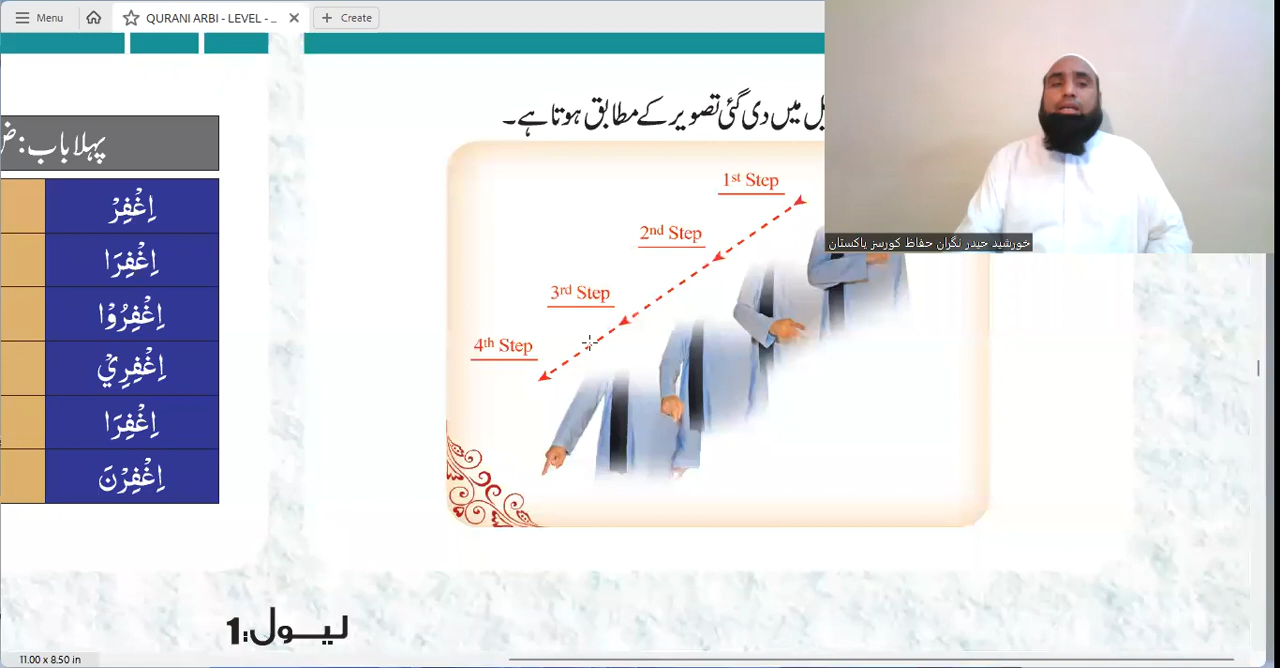 Menu
QURANI ARBI - LEVEL - _
Create
میں دی گئی تصویر کے مطابق ہوتا ہے۔
پہلا باب:
اِغْفِرْ
اِغْفِرَا
اِغْفِرُوْا
اِغْفِرِيْ
اِغْفِرَا
اِغْفِرْنَ
1st Step
2nd Step
3rd Step
4th Step
خورشید حیدر نگران حفاظ کورسز پاکستان
لیول:1
11.00 x 8.50 in